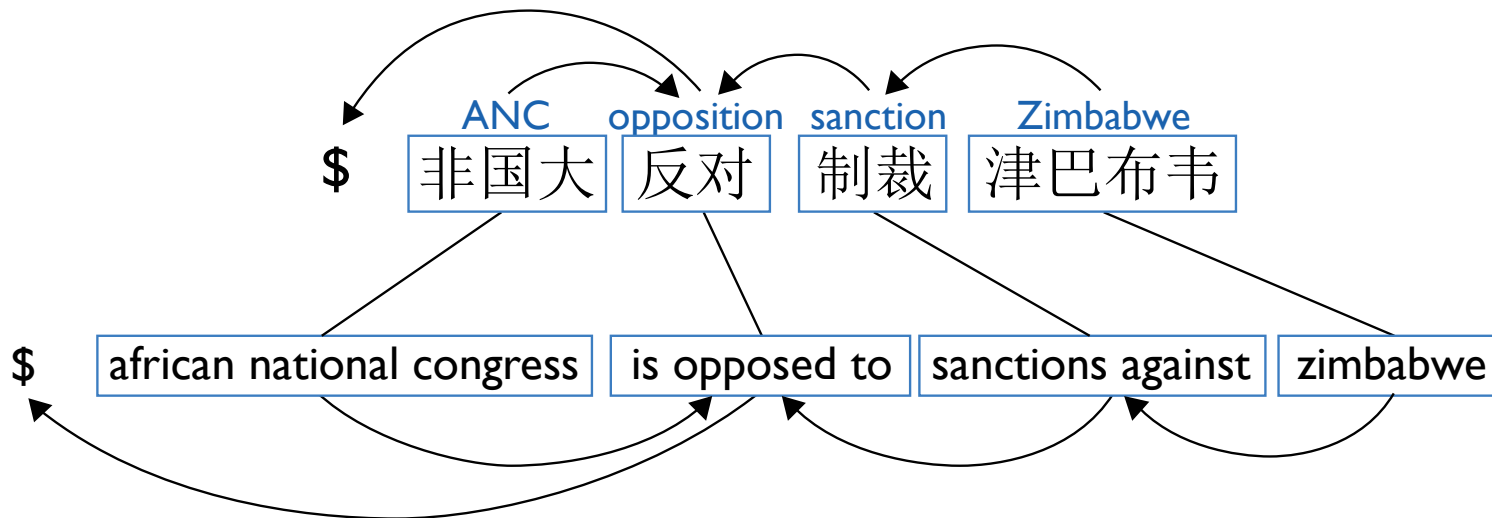 ANC opposition sanction Zimbabwe
$ 非国大 反对 制裁 津巴布韦
$ african national congress is opposed to sanctions against zimbabwe